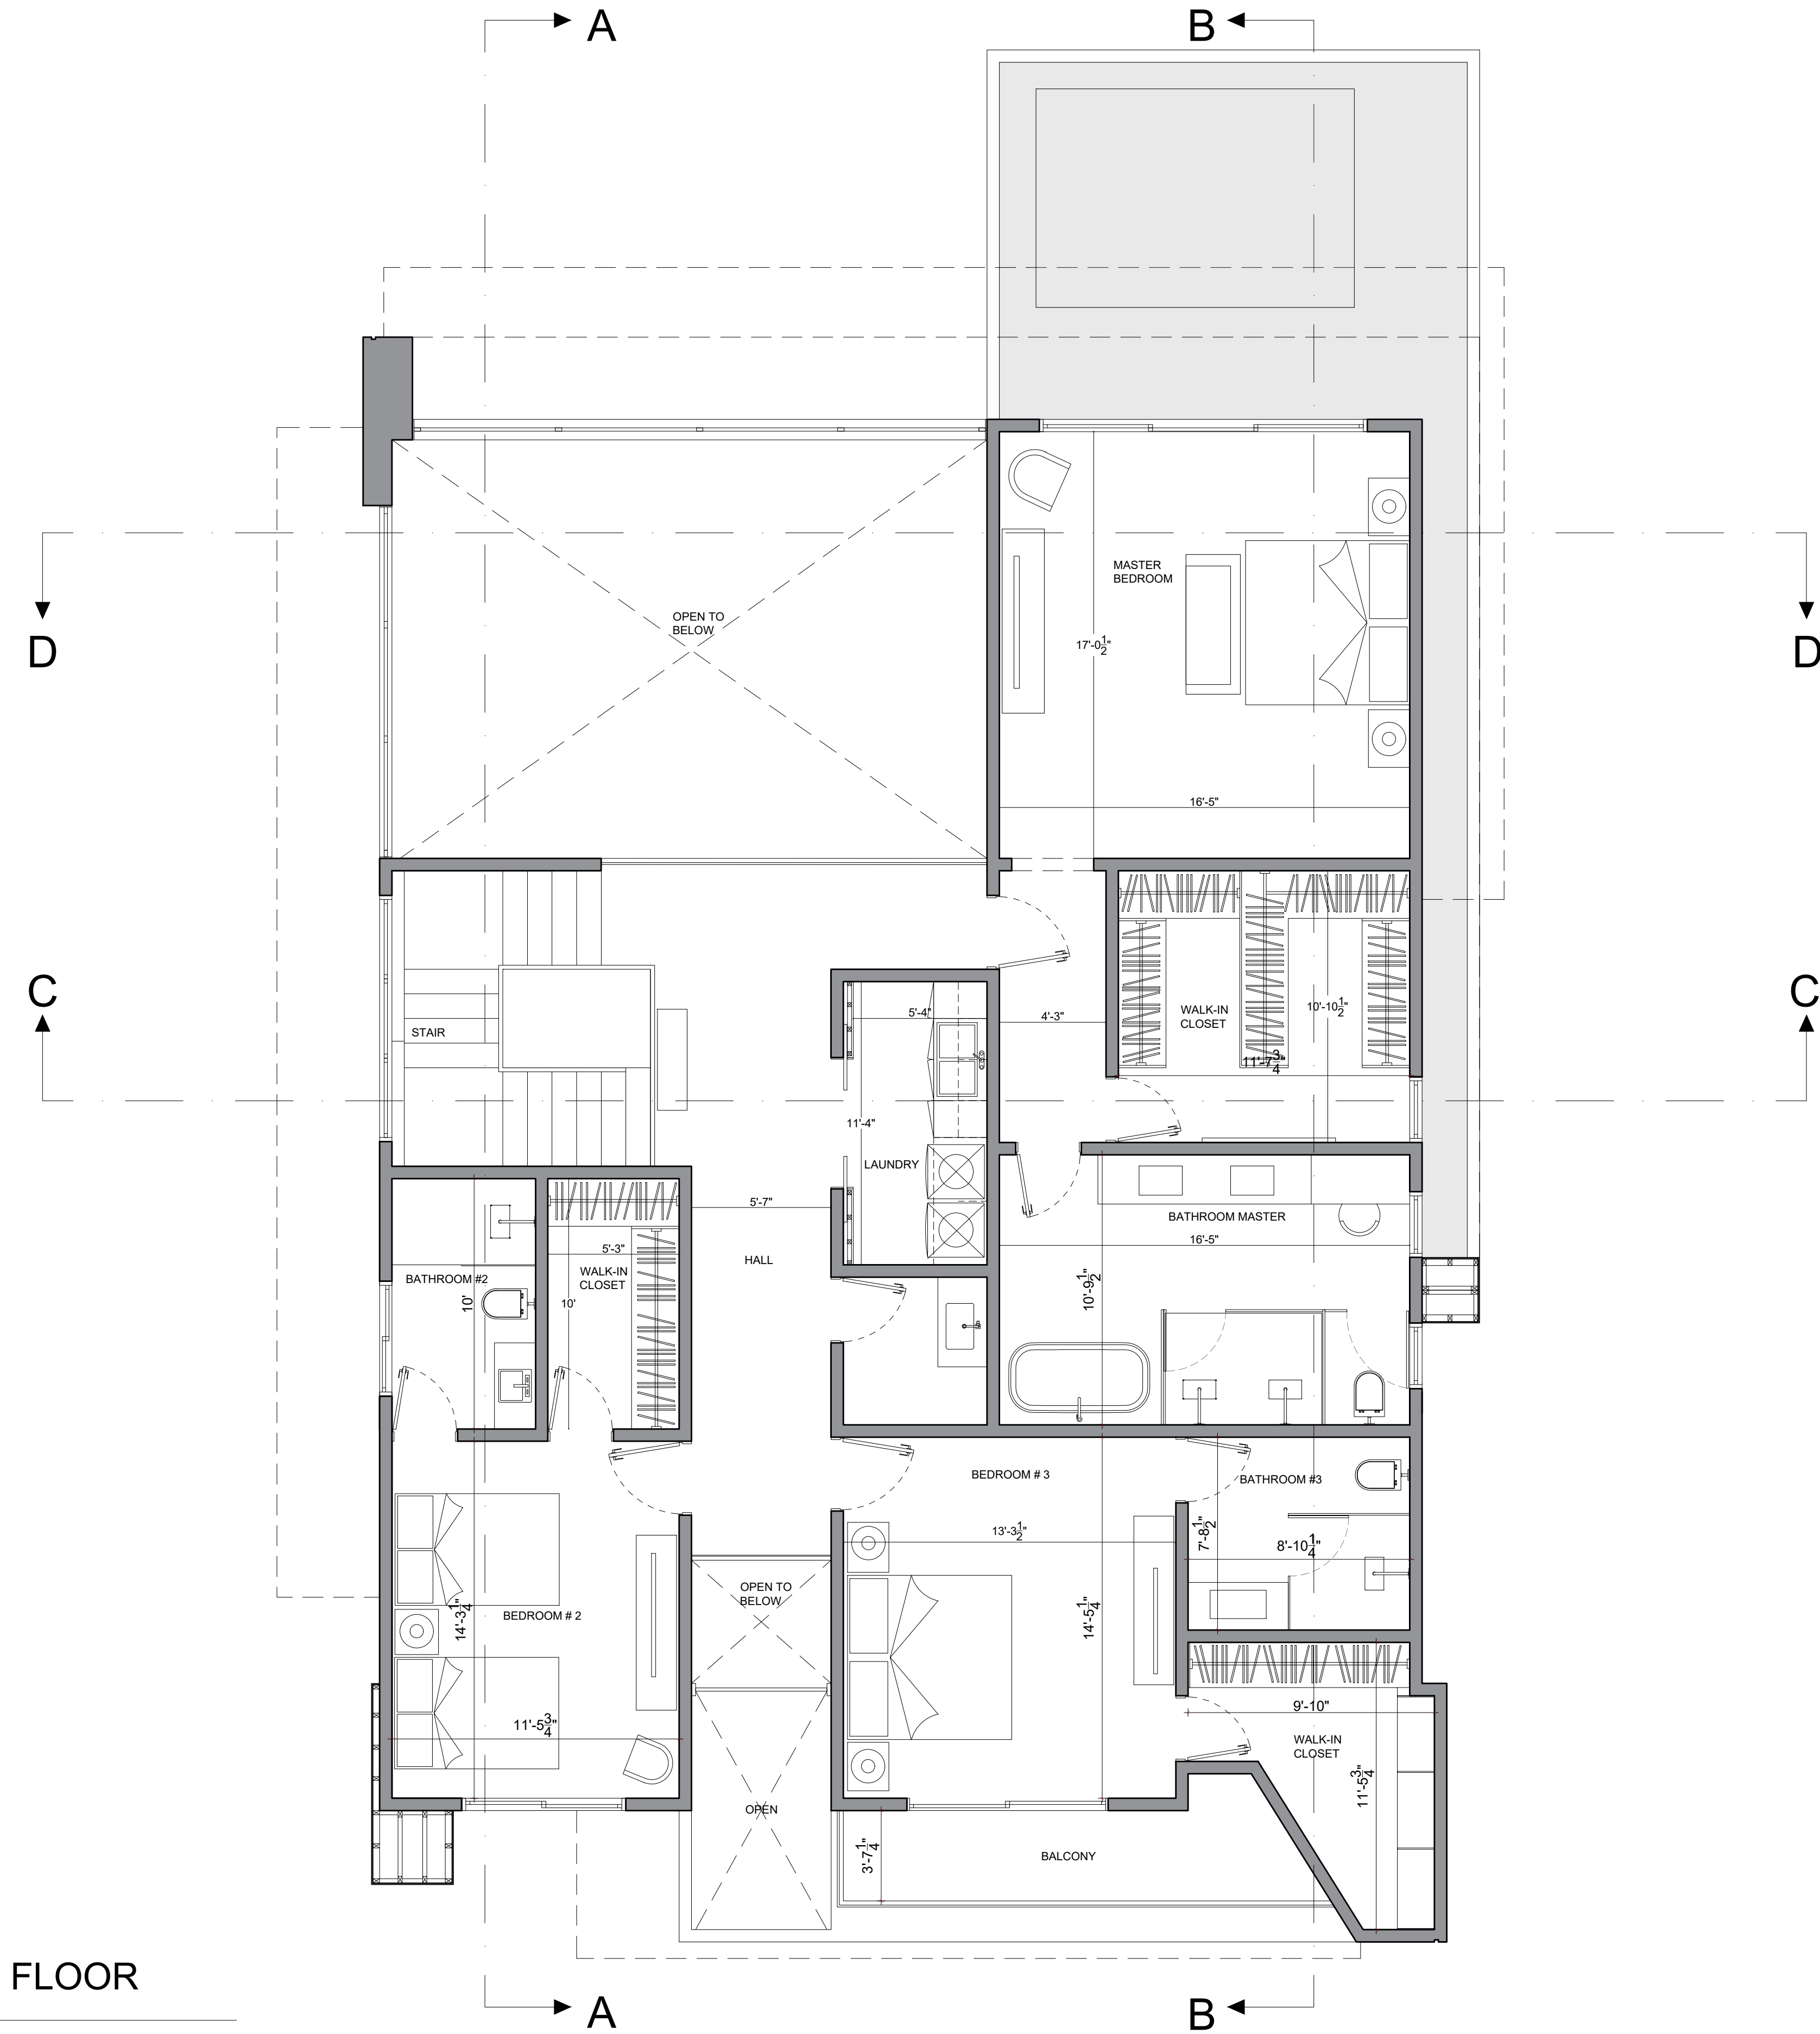 A
B
MASTER
BEDROOM
OPEN TO
BELOW
D
D
17'-0 1/2"
16'-5"
C
C
STAIR
5'-4"
4'-3"
WALK-IN
CLOSET
10'-10 1/2"
11'-7 3/4"
11'-4"
LAUNDRY
5'-7"
BATHROOM MASTER
16'-5"
HALL
5'-3"
WALK-IN
CLOSET
BATHROOM #2
10'
10'
10'-9 1/2"
BEDROOM # 3
BATHROOM #3
13'-3 1/2"
7'-8 1/2"
8'-10 1/4"
OPEN TO
BELOW
14'-3 1/4"
BEDROOM # 2
14'-5 1/4"
9'-10"
11'-5 3/4"
WALK-IN
CLOSET
11'-5 3/4"
OPEN
3'-7 1/4"
BALCONY
FLOOR
A
B